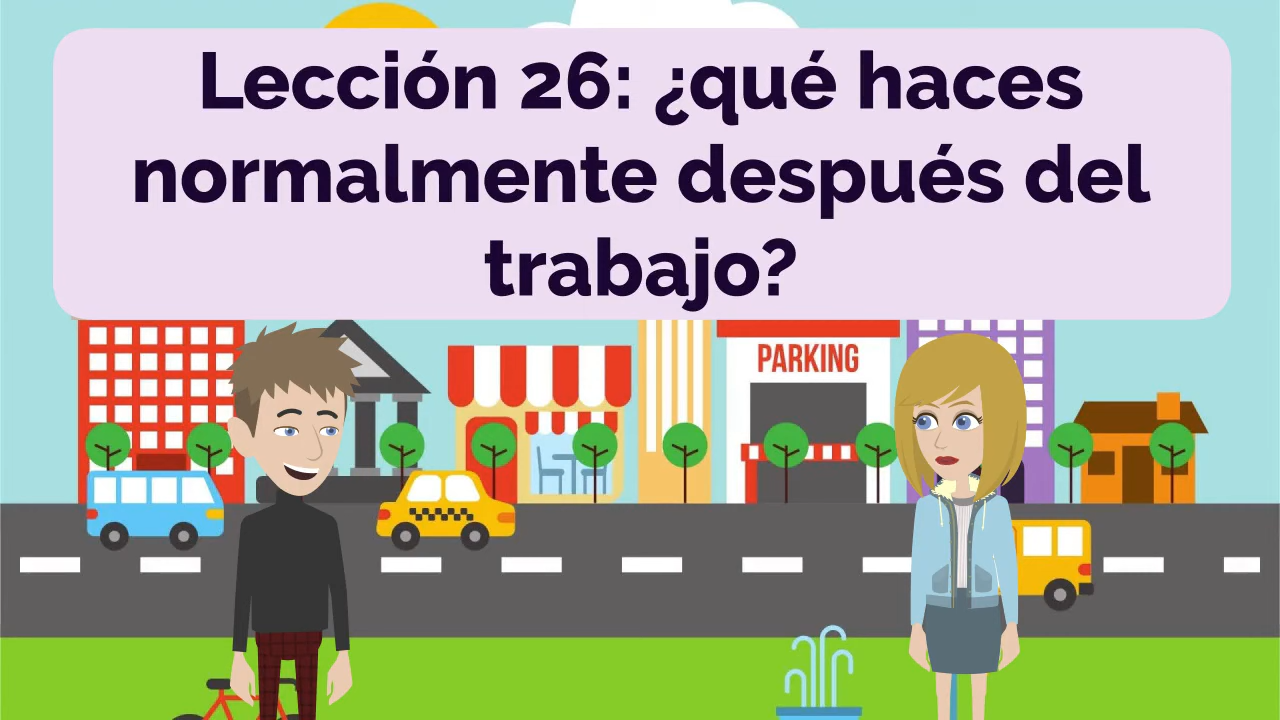 Lección 26: ¿qué haces
normalmente después del
trabajo?
PARKING